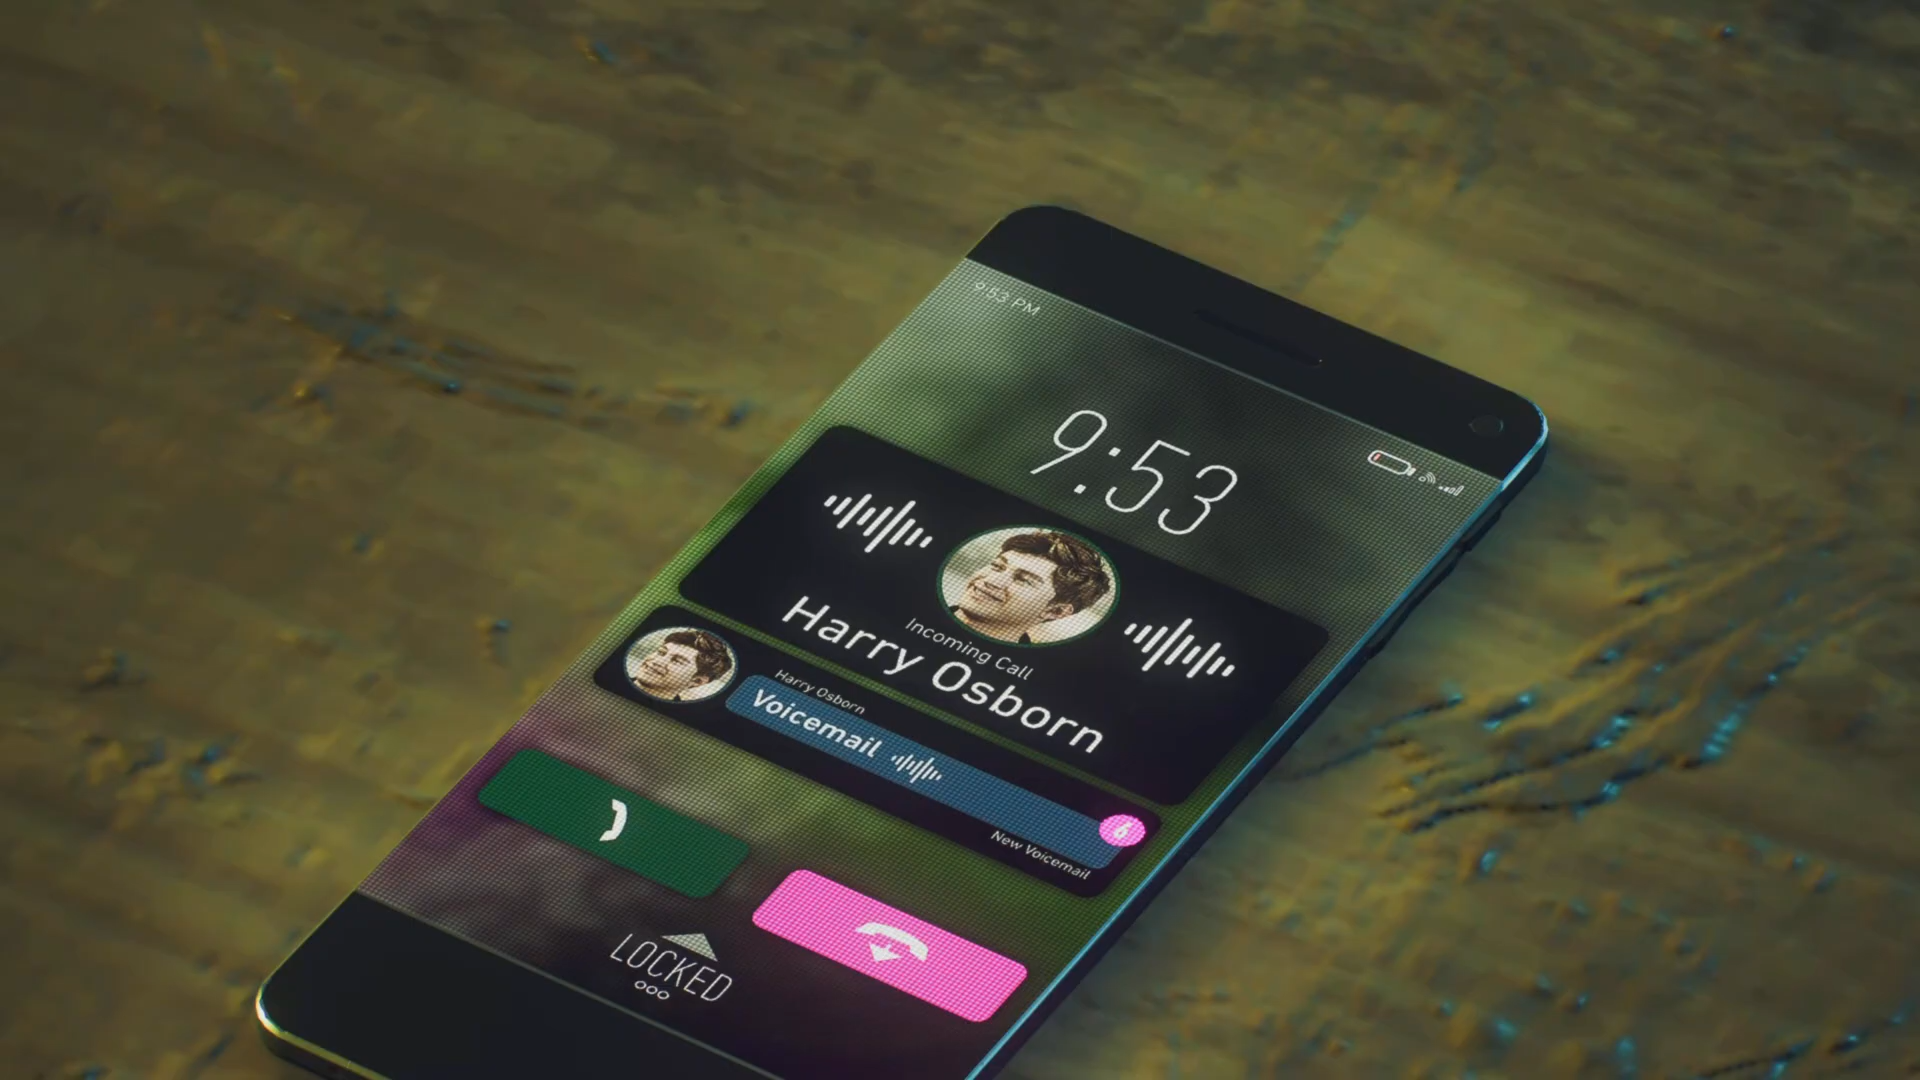 9:53 PM
9:53
Incoming Call
Harry Osborn
Harry Osborn
Voicemail
6
New Voicemail
LOCKED